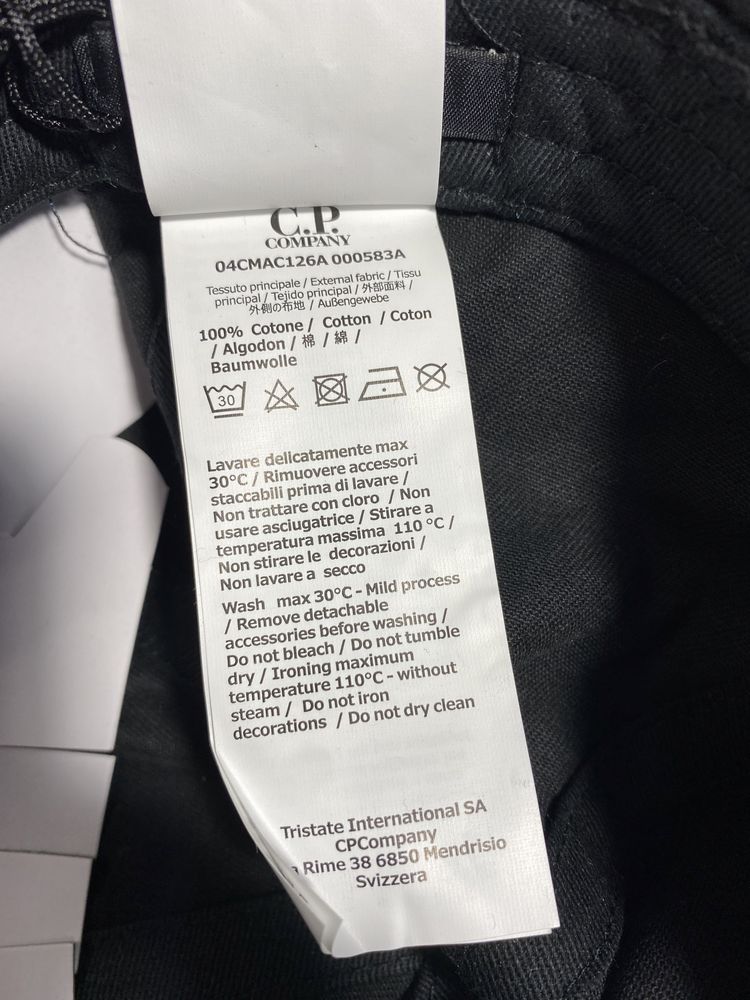 C.P.
COMPANY
04CMAC126A 000583A
Tessuto principale / External fabric / Tissu
principal / Tejido principal / 外部面料 /
外側の布地 / Außengewebe
100% Cotone / Cotton / Coton
/ Algodon / 棉 / 綿 /
Baumwolle
30
Lavare delicatamente max
30°C / Rimuovere accessori
staccabili prima di lavare /
Non trattare con cloro / Non
usare asciugatrice / Stirare a
temperatura massima 110 °C /
Non stirare le decorazioni /
Non lavare a secco
Wash max 30°C - Mild process
/ Remove detachable
accessories before washing /
Do not bleach / Do not tumble
dry / Ironing maximum
temperature 110°C - without
steam / Do not iron
decorations / Do not dry clean
Tristate International SA
CPCompany
Rime 38 6850 Mendrisio
Svizzera